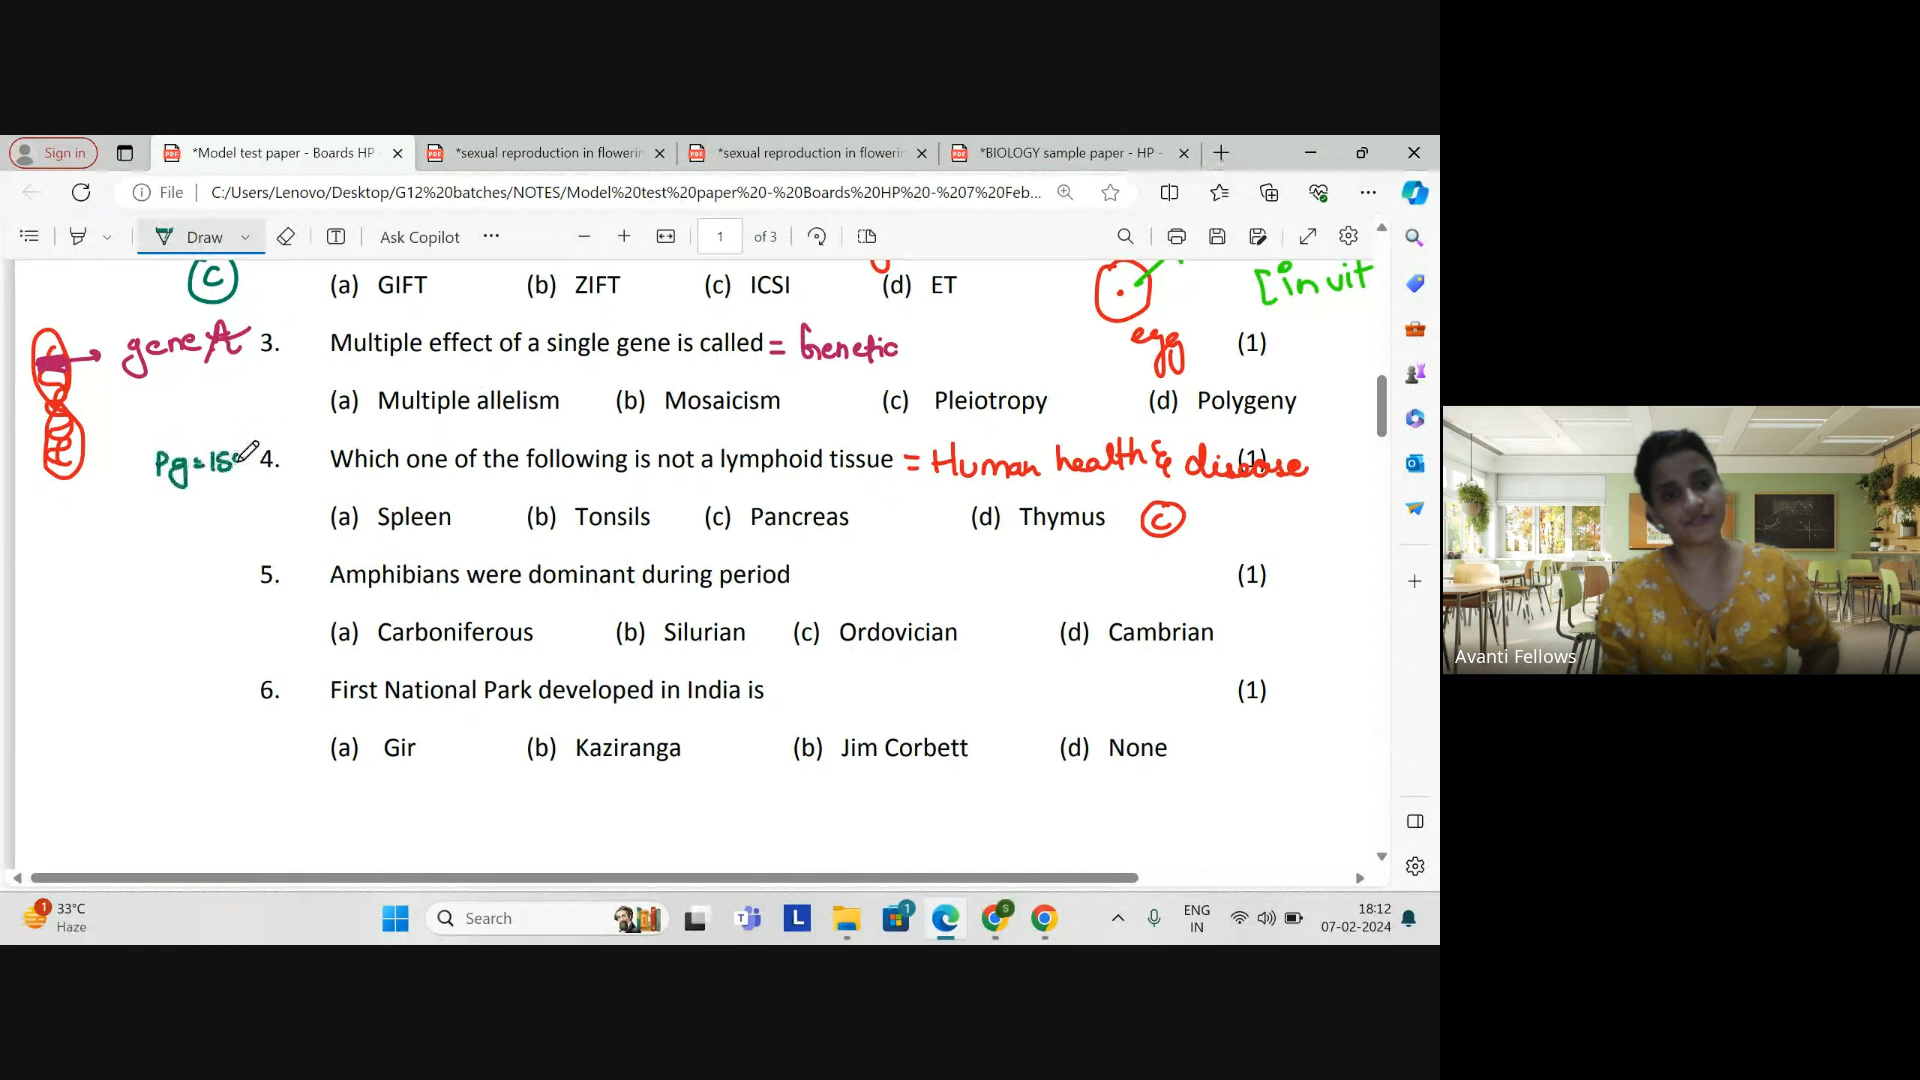 Sign in
*Model test paper - Boards HP -
*sexual reproduction in flowerin
*sexual reproduction in flowerin
*BIOLOGY sample paper - HP -
File
C:/Users/Lenovo/Desktop/G12%20batches/NOTES/Model%20test%20paper%20-%20Boards%20HP%20-%207%20Feb...
Draw
Ask Copilot
1 of 3
C
(a) GIFT (b) ZIFT (c) ICSI (d) ET
[in vit
gene A
3. Multiple effect of a single gene is called = Genetic (1)
egg
(a) Multiple allelism (b) Mosaicism (c) Pleiotropy (d) Polygeny
Pg = 15
4. Which one of the following is not a lymphoid tissue = Human health & disease (1)
(a) Spleen (b) Tonsils (c) Pancreas (d) Thymus C
5. Amphibians were dominant during period (1)
(a) Carboniferous (b) Silurian (c) Ordovician (d) Cambrian
6. First National Park developed in India is (1)
(a) Gir (b) Kaziranga (b) Jim Corbett (d) None
Avanti Fellows
1
33°C
Haze
Search
L
1
S
ENG
IN
18:12
07-02-2024